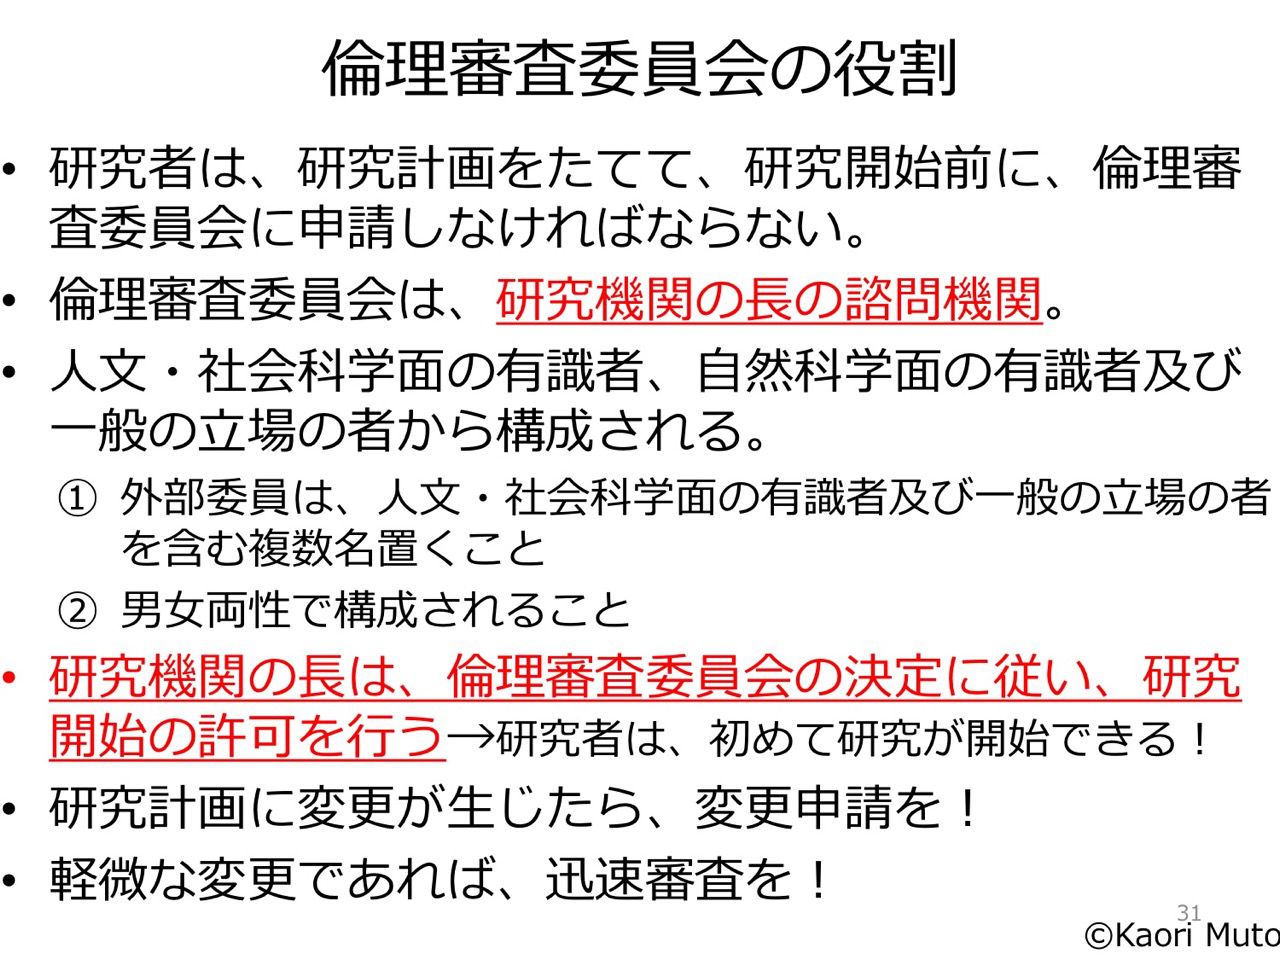 倫理審査委員会の役割
• 研究者は、研究計画をたてて、研究開始前に、倫理審
査委員会に申請しなければならない。
• 倫理審査委員会は、研究機関の長の諮問機関。
• 人文・社会科学面の有識者、自然科学面の有識者及び
一般の立場の者から構成される。
① 外部委員は、人文・社会科学面の有識者及び一般の立場の者
を含む複数名置くこと
② 男女両性で構成されること
• 研究機関の長は、倫理審査委員会の決定に従い、研究
開始の許可を行う→研究者は、初めて研究が開始できる！
• 研究計画に変更が生じたら、変更申請を！
• 軽微な変更であれば、迅速審査を！
31
©Kaori Muto